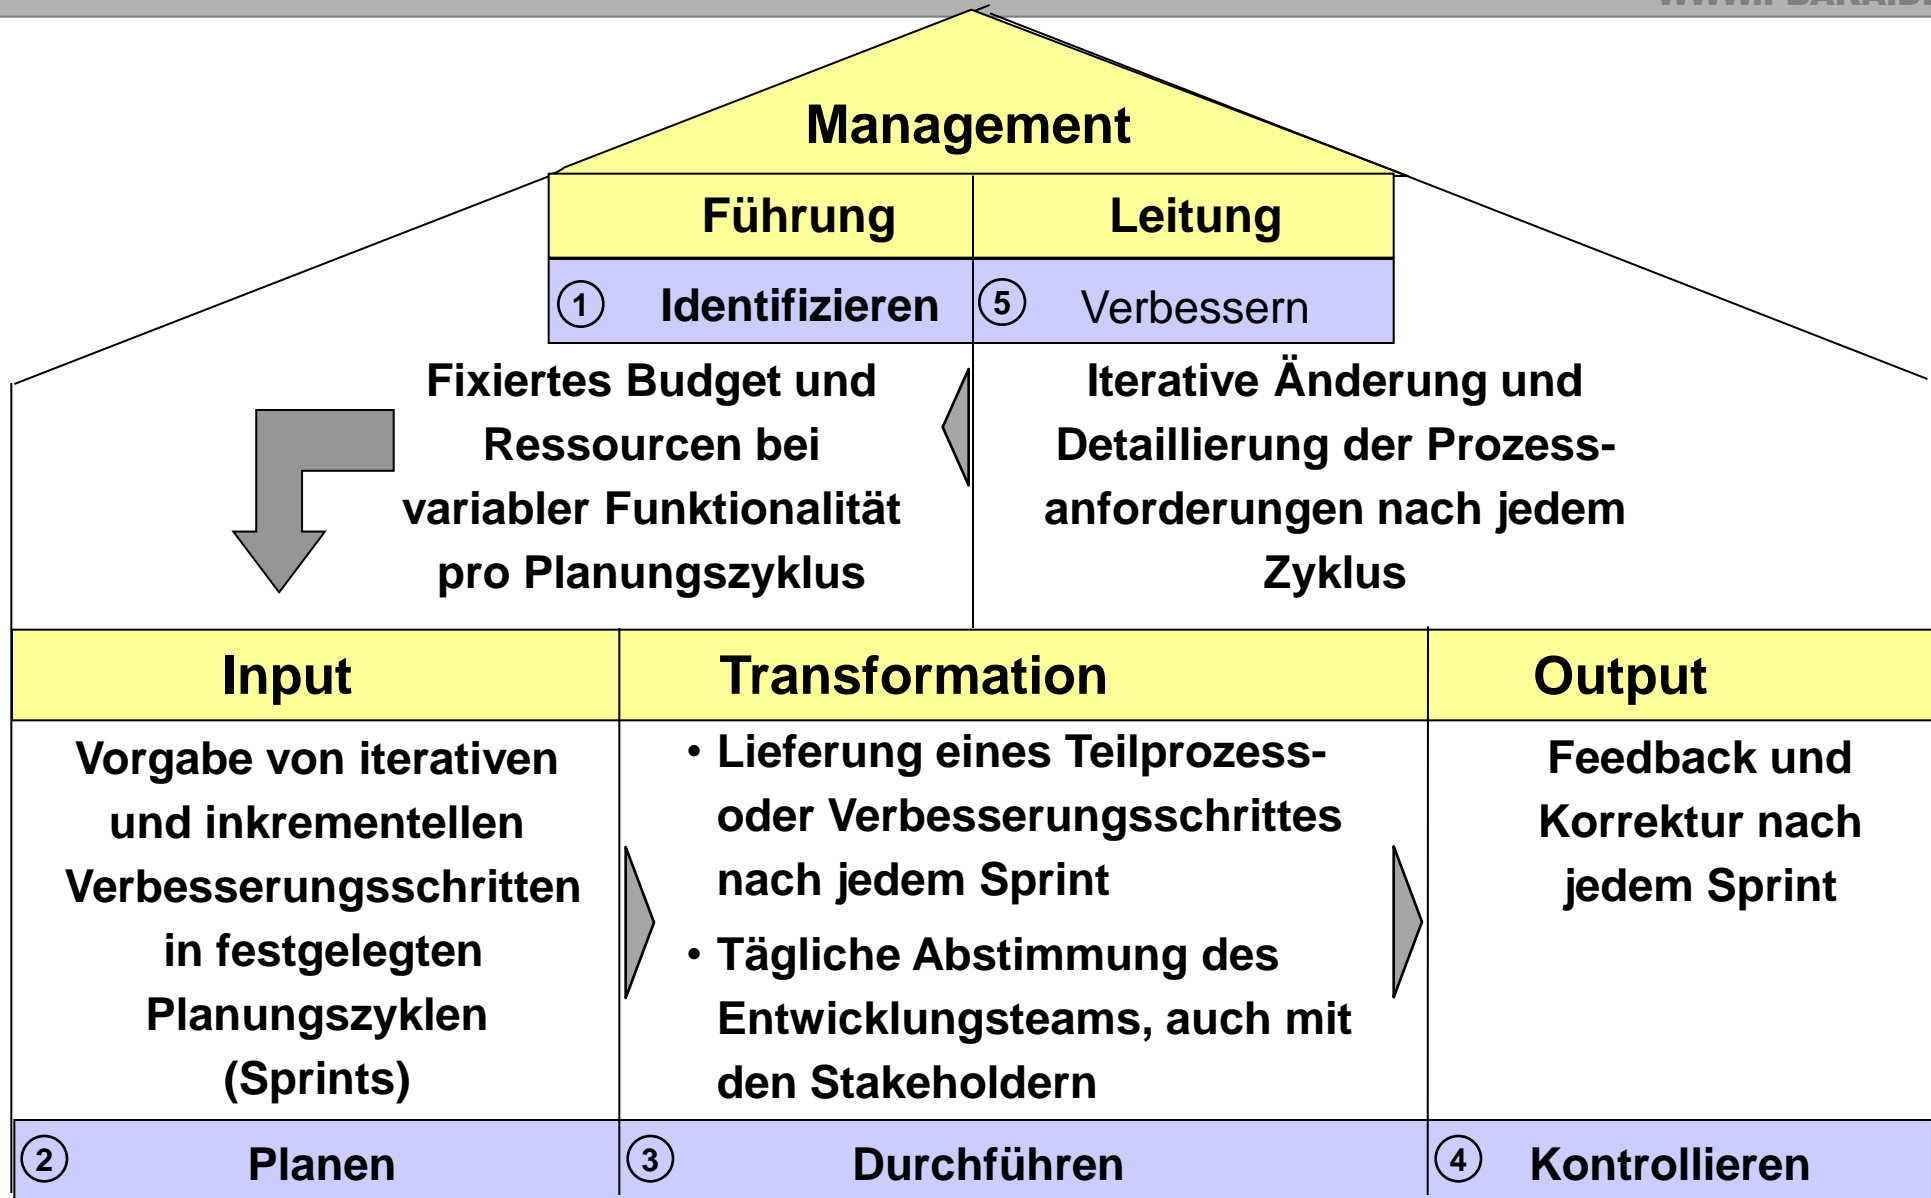 Management
Führung
Leitung
1 Identifizieren
5 Verbessern
Fixiertes Budget und
Ressourcen bei
variabler Funktionalität
pro Planungszyklus
Iterative Änderung und
Detaillierung der Prozess-
anforderungen nach jedem
Zyklus
Input
Transformation
Output
Vorgabe von iterativen
und inkrementellen
Verbesserungsschritten
in festgelegten
Planungszyklen
(Sprints)
• Lieferung eines Teilprozess-
oder Verbesserungsschrittes
nach jedem Sprint
• Tägliche Abstimmung des
Entwicklungsteams, auch mit
den Stakeholdern
Feedback und
Korrektur nach
jedem Sprint
2 Planen
3 Durchführen
4 Kontrollieren